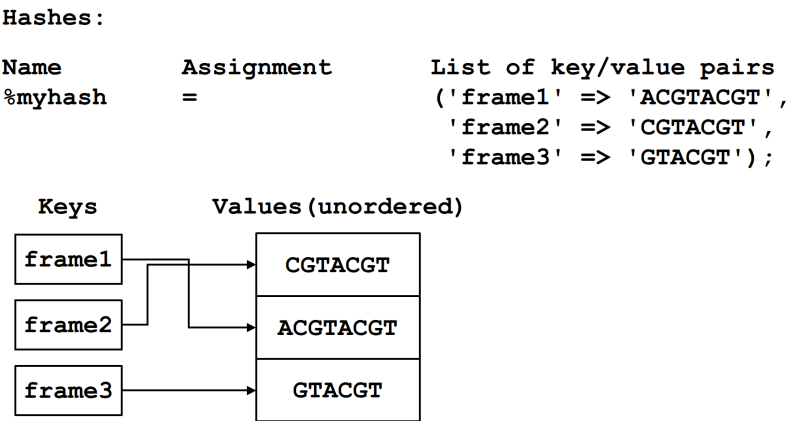 Hashes:
Name Assignment List of key/value pairs
%myhash = ('frame1' => 'ACGTACGT',
'frame2' => 'CGTACGT',
'frame3' => 'GTACGT');
Keys Values(unordered)
frame1 CGTACGT
frame2 ACGTACGT
frame3 GTACGT